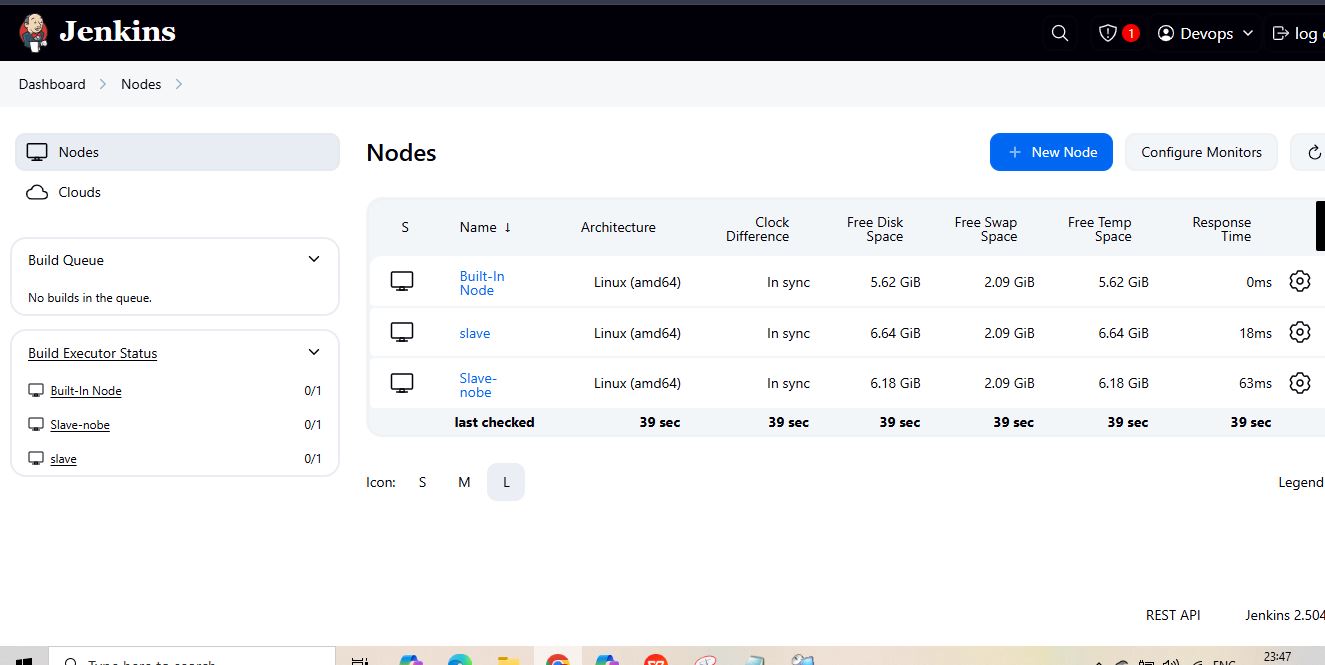 Jenkins
1
Devops
log
Dashboard
Nodes
Nodes
Clouds
Build Queue
No builds in the queue.
Build Executor Status
Built-In Node 0/1
Slave-nobe 0/1
slave 0/1
Nodes
+ New Node
Configure Monitors
S Name ↓ Architecture Clock Difference Free Disk Space Free Swap Space Free Temp Space Response Time
Built-In Node Linux (amd64) In sync 5.62 GiB 2.09 GiB 5.62 GiB 0ms
slave Linux (amd64) In sync 6.64 GiB 2.09 GiB 6.64 GiB 18ms
Slave-nobe Linux (amd64) In sync 6.18 GiB 2.09 GiB 6.18 GiB 63ms
last checked 39 sec 39 sec 39 sec 39 sec 39 sec 39 sec
Icon: S M L
Legend
REST API
Jenkins 2.504
Type here to search
ENG
23:47